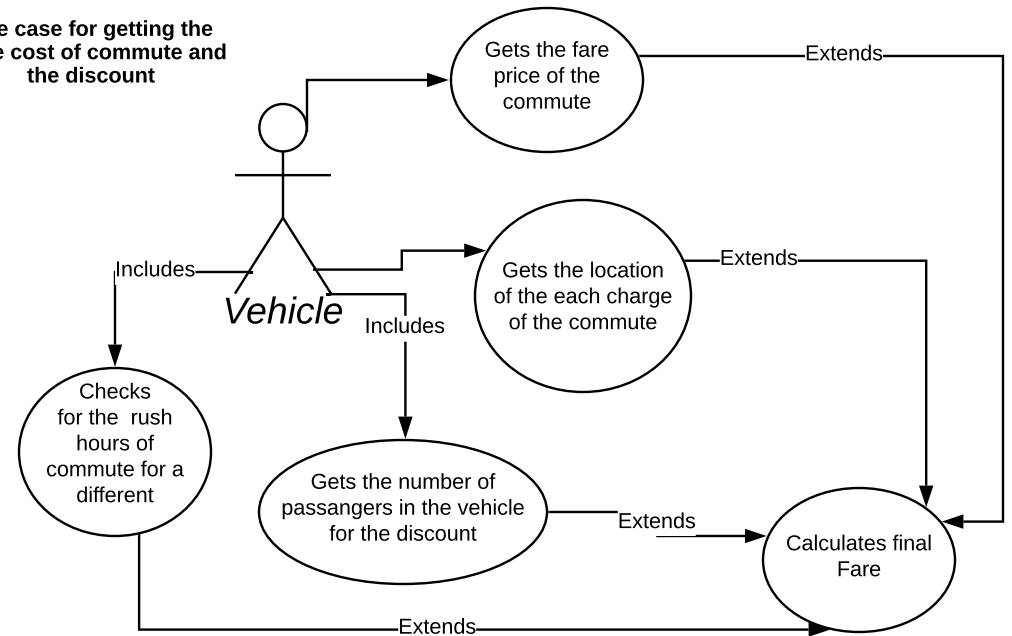 e case for getting the
e cost of commute and
the discount
Gets the fare
price of the
commute
Extends
Includes
Vehicle
Includes
Gets the location
of the each charge
of the commute
Extends
Checks
for the  rush
hours of
commute for a
different
Gets the number of
passangers in the vehicle
for the discount
Extends
Calculates final
Fare
Extends